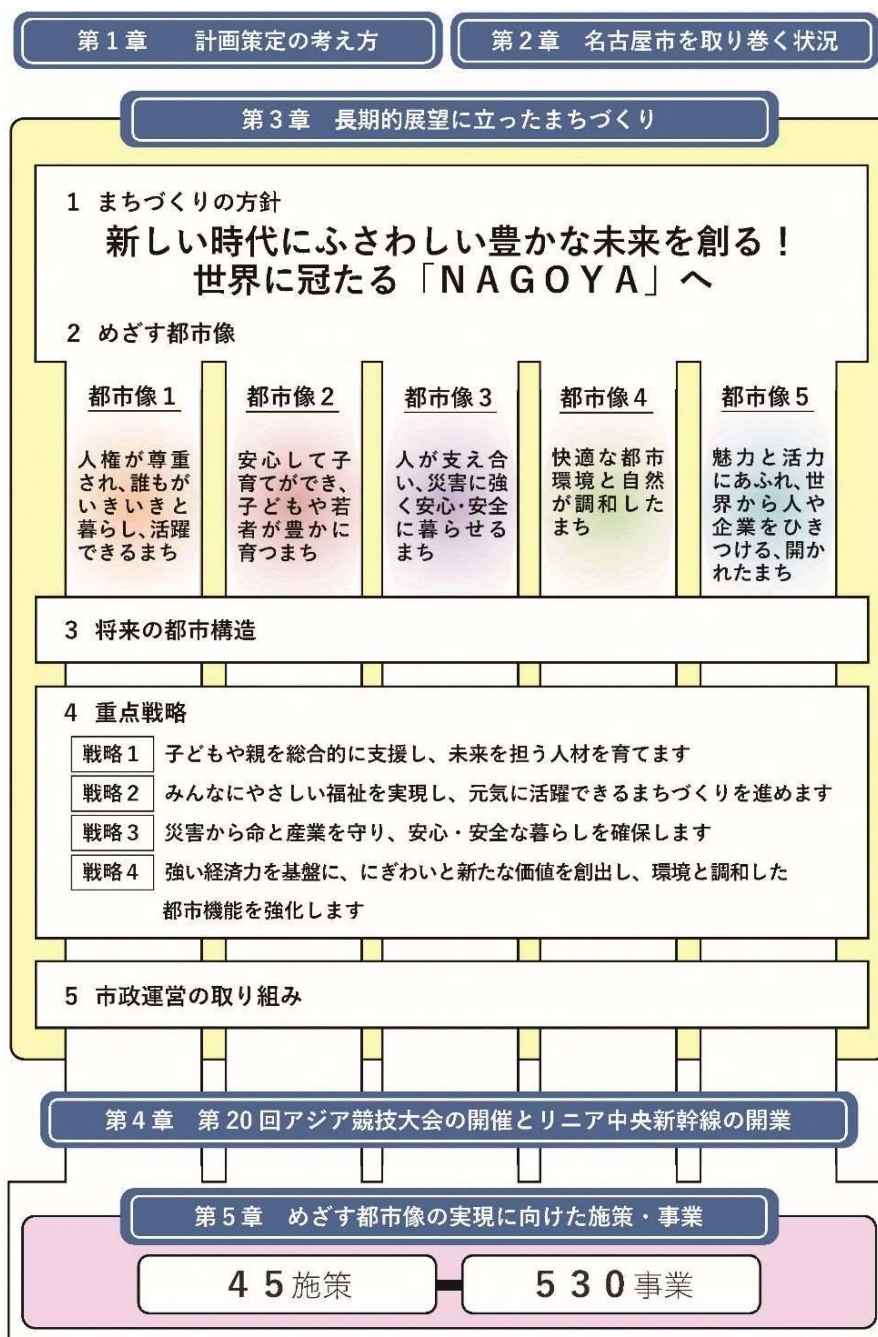 第1章 計画策定の考え方
第2章 名古屋市を取り巻く状況
第3章 長期的展望に立ったまちづくり
1 まちづくりの方針
新しい時代にふさわしい豊かな未来を創る！
世界に冠たる「NAGOYA」へ
2 めざす都市像
都市像1
人権が尊重
され、誰もが
いきいきと
暮らし、活躍
できるまち
都市像2
安心して子
育てができ、
子どもや若
者が豊かに
育つまち
都市像3
人が支え合
い、災害に強
く安心・安全
に暮らせる
まち
都市像4
快適な都市
環境と自然
が調和した
まち
都市像5
魅力と活力
にあふれ、世
界から人や
企業をひき
つける、開か
れたまち
3 将来の都市構造
4 重点戦略
戦略1 子どもや親を総合的に支援し、未来を担う人材を育てます
戦略2 みんなにやさしい福祉を実現し、元気に活躍できるまちづくりを進めます
戦略3 災害から命と産業を守り、安心・安全な暮らしを確保します
戦略4 強い経済力を基盤に、にぎわいと新たな価値を創出し、環境と調和した
都市機能を強化します
5 市政運営の取り組み
第4章 第20回アジア競技大会の開催とリニア中央新幹線の開業
第5章 めざす都市像の実現に向けた施策・事業
45施策
530事業